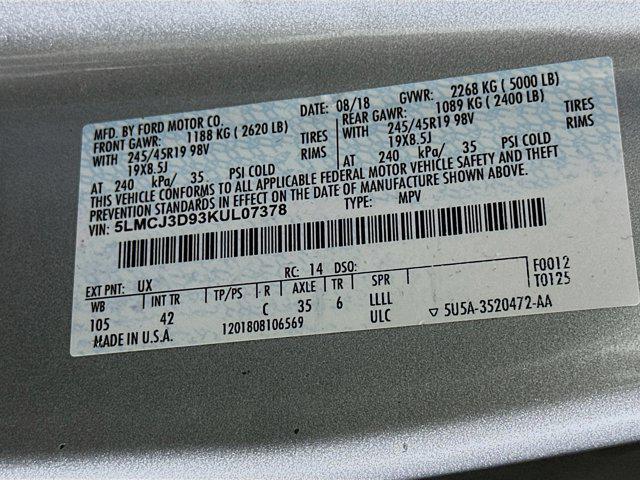 MFD. BY FORD MOTOR CO. DATE: 08/18 GVWR: 2268 KG ( 5000 LB)
FRONT GAWR: 1188 KG ( 2620 LB) REAR GAWR: 1089 KG ( 2400 LB)
WITH 245/45R19 98V TIRES WITH 245/45R19 98V TIRES
19X8.5J RIMS 19X8.5J RIMS
AT 240 kPa/ 35 PSI COLD AT 240 kPa/ 35 PSI COLD
THIS VEHICLE CONFORMS TO ALL APPLICABLE FEDERAL MOTOR VEHICLE SAFETY AND THEFT
PREVENTION STANDARDS IN EFFECT ON THE DATE OF MANUFACTURE SHOWN ABOVE.
VIN: 5LMCJ3D93KUL07378 TYPE: MPV
EXT PNT: UX RC: 14 DSO: F0012
WB INT TR TP/PS R AXLE TR SPR T0125
105 42 C 35 6 LLLL
MADE IN U.S.A. 1201808106569 ULC ▽ 5U5A-3520472-AA